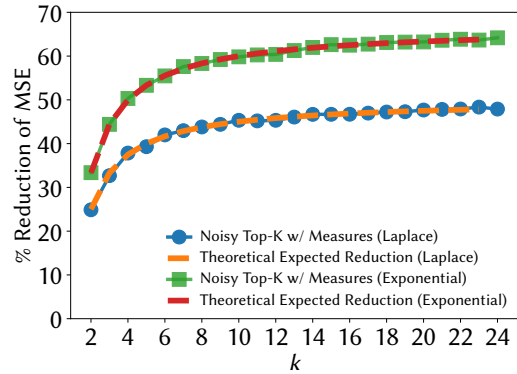 % Reduction of MSE
70
60
50
40
30
20
10
0
Noisy Top-K w/ Measures (Laplace)
Theoretical Expected Reduction (Laplace)
Noisy Top-K w/ Measures (Exponential)
Theoretical Expected Reduction (Exponential)
2 4 6 8 10 12 14 16 18 20 22 24
k